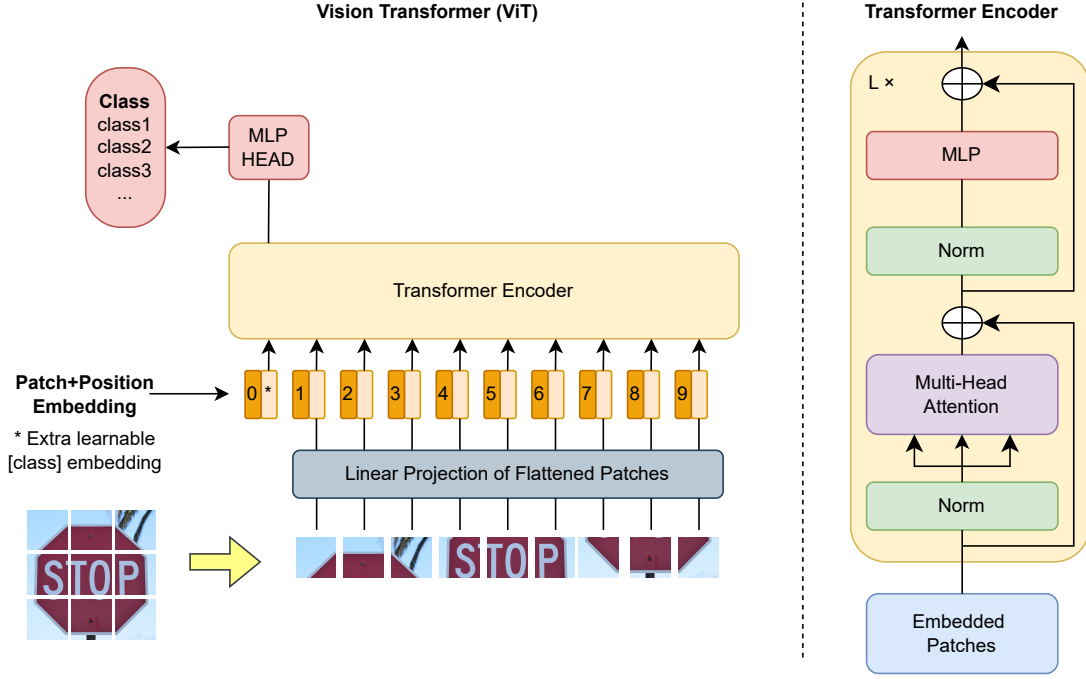 Vision Transformer (ViT)
Class
class1
class2
class3
...
MLP
HEAD
Transformer Encoder
Patch+Position
Embedding
* Extra learnable
[class] embedding
0 * 1 2 3 4 5 6 7 8 9
Linear Projection of Flattened Patches
STOP
STOP
Transformer Encoder
L ×
MLP
Norm
Multi-Head
Attention
Norm
Embedded
Patches